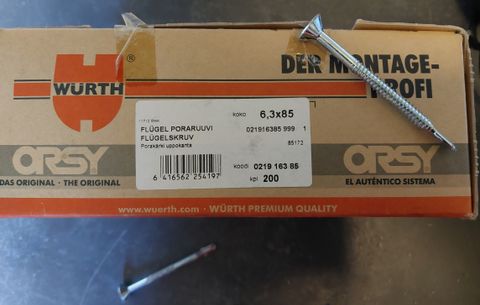 WÜRTH
®
DER MONTAGE-
PROFI
koko 6,3x85
FLÜGEL PORARUUVI
021916385 999 1
FLÜGELSKRUV
85172
Porakärki uppokanta
ORSY
DAS ORIGINAL · THE ORIGINAL
koodi 0219 163 85
6 416562 254197
kpl 200
ORSY
EL AUTÉNTICO SISTEMA
www.wuerth.com · WÜRTH PREMIUM QUALITY